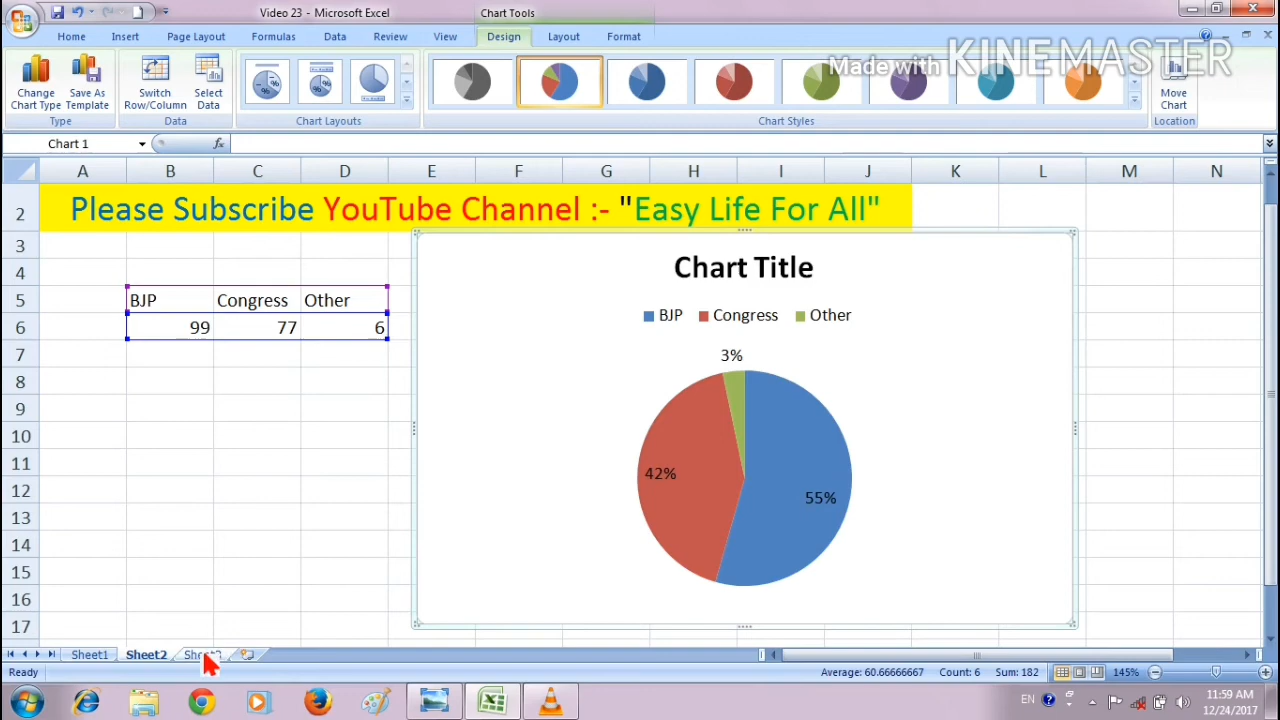 Video 23 - Microsoft Excel
Chart Tools
Home Insert Page Layout Formulas Data Review View Design Layout Format
Made with KINEMASTER
Change Chart Type
Save As Template
Switch Row/Column
Select Data
Move Chart
Type Data Chart Layouts Chart Styles Location
Chart 1 fx
A B C D E F G H I J K L M N
2 Please Subscribe YouTube Channel :- "Easy Life For All"
3
4
5 BJP Congress Other
6 99 77 6
7
8
9
10
11
12
13
14
15
16
17
Chart Title
BJP Congress Other
3%
42%
55%
Sheet1 Sheet2
Ready Average: 60.66666667 Count: 6 Sum: 182 145%
EN 11:59 AM
12/24/2017